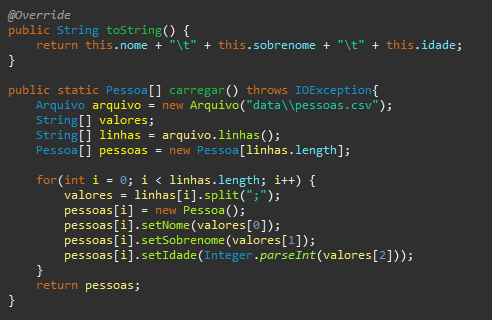 @Override
public String toString() {
    return this.nome + "\t" + this.sobrenome + "\t" + this.idade;
}

public static Pessoa[] carregar() throws IOException{
    Arquivo arquivo = new Arquivo("data\\pessoas.csv");
    String[] valores;
    String[] linhas = arquivo.linhas();
    Pessoa[] pessoas = new Pessoa[linhas.length];

    for(int i = 0; i < linhas.length; i++) {
        valores = linhas[i].split(";");
        pessoas[i] = new Pessoa();
        pessoas[i].setNome(valores[0]);
        pessoas[i].setSobrenome(valores[1]);
        pessoas[i].setIdade(Integer.parseInt(valores[2]));
    }
    return pessoas;
}